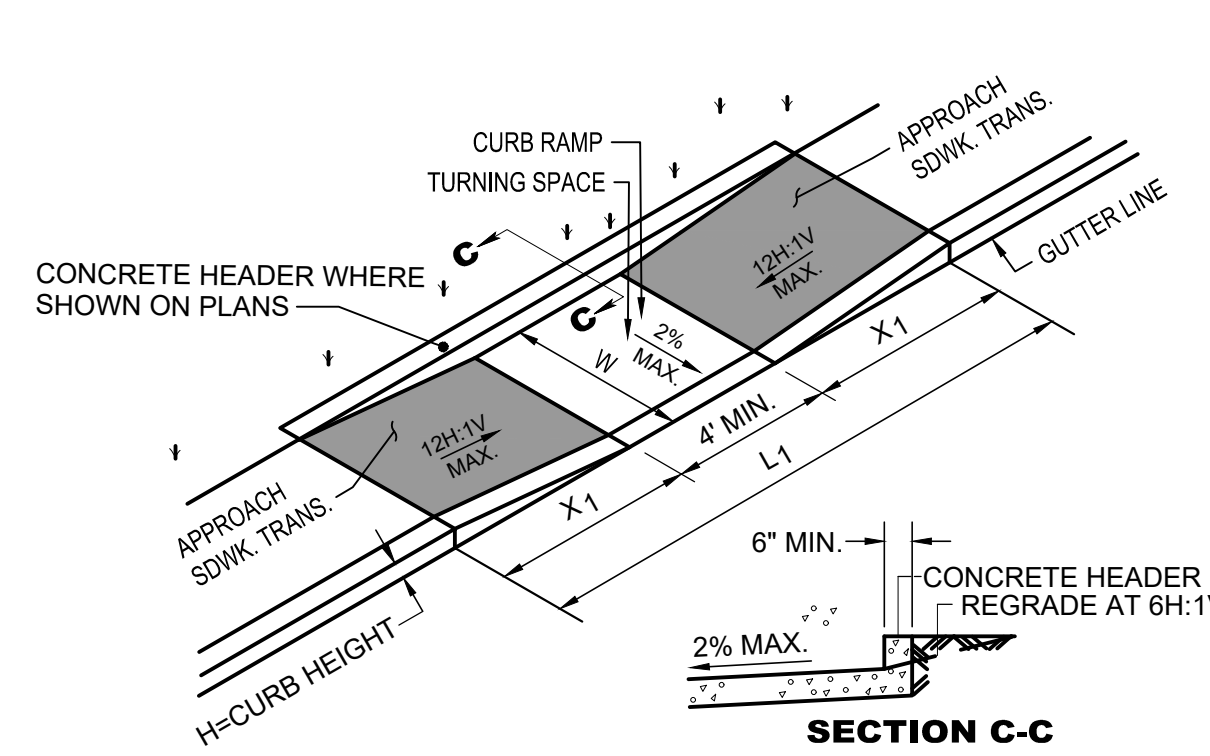 CURB RAMP
TURNING SPACE
APPROACH
SDWK. TRANS.
GUTTER LINE
CONCRETE HEADER WHERE
SHOWN ON PLANS
C
C
12H:1V
MAX.
2%
MAX.
W
X1
4' MIN.
L1
12H:1V
MAX.
X1
APPROACH
SDWK. TRANS.
H=CURB HEIGHT
6" MIN.
CONCRETE HEADER
REGRADE AT 6H:1
2% MAX.
SECTION C-C